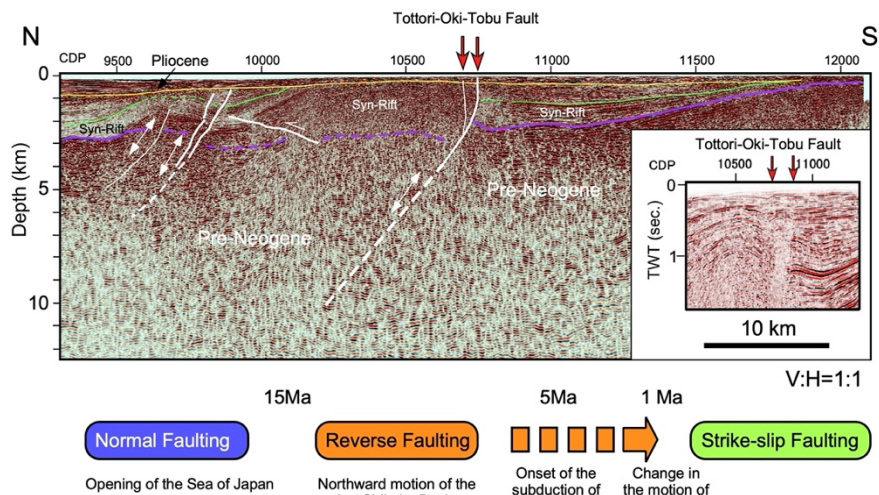 Tottori-Oki-Tobu Fault
N
S
CDP
9500
10000
10500
11000
11500
12000
Pliocene
0
5
10
Depth (km)
Syn-Rift
Syn-Rift
Syn-Rift
Pre-Neogene
Pre-Neogene
Tottori-Oki-Tobu Fault
CDP
10500
11000
0
1
TWT (sec.)
10 km
V:H=1:1
15Ma
5Ma
1 Ma
Normal Faulting
Reverse Faulting
Strike-slip Faulting
Opening of the Sea of Japan
Northward motion of the
Onset of the
subduction of
Change in
the motion of